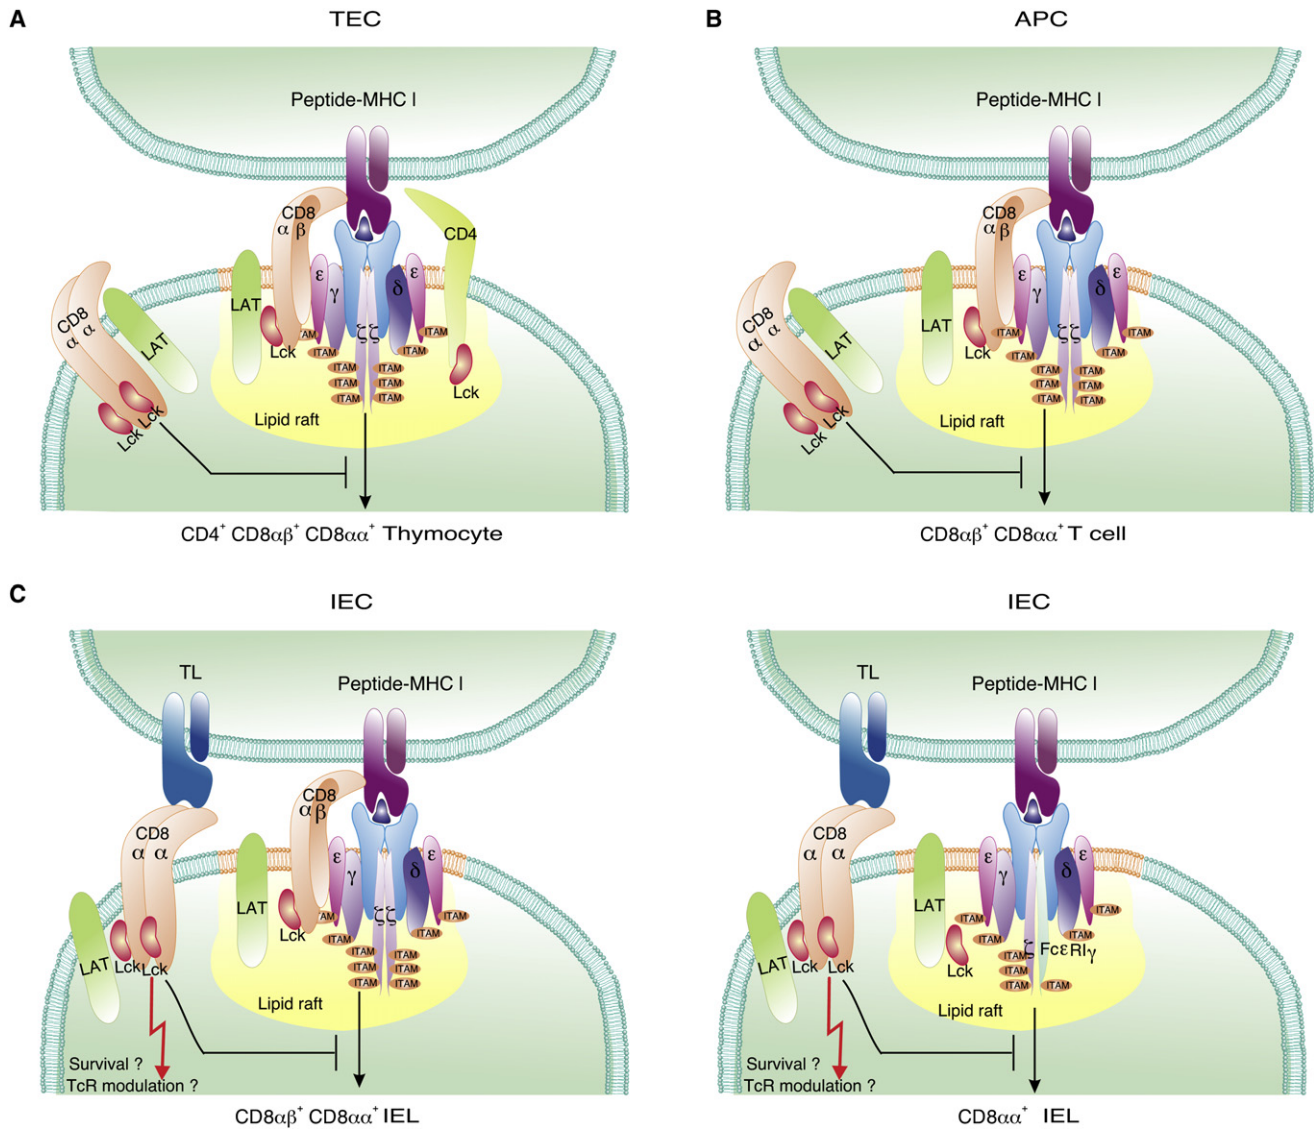 A
TEC
Peptide-MHC I
CD8
α β
CD4
ε
γ
δ
ε
CD8
α α
LAT
LAT
ζζ
Lck
AM
ITAM
ITAM
ITAM
ITAM
ITAM
ITAM
ITAM
ITAM
ITAM
Lck
Lck
Lck
Lipid raft
CD4⁺ CD8αβ⁺ CD8αα⁺ Thymocyte
B
APC
Peptide-MHC I
CD8
α β
ε
γ
δ
ε
CD8
α α
LAT
LAT
ζζ
Lck
ITAM
ITAM
ITAM
ITAM
ITAM
ITAM
ITAM
ITAM
ITAM
ITAM
Lck
Lck
Lipid raft
CD8αβ⁺ CD8αα⁺ T cell
C
IEC
TL
Peptide-MHC I
CD8
α β
CD8
α α
ε
γ
δ
ε
LAT
LAT
ζζ
Lck
AM
ITAM
ITAM
ITAM
ITAM
ITAM
ITAM
ITAM
ITAM
ITAM
Lck
Lck
Lipid raft
Survival ?
TcR modulation ?
CD8αβ⁺ CD8αα⁺ IEL
IEC
TL
Peptide-MHC I
CD8
α α
ε
γ
δ
ε
LAT
LAT
ITAM
ITAM
ITAM
ITAM
ζ FcεRIγ
ITAM
ITAM
ITAM
ITAM
Lck
Lck
Lck
Lipid raft
Survival ?
TcR modulation ?
CD8αα⁺ IEL